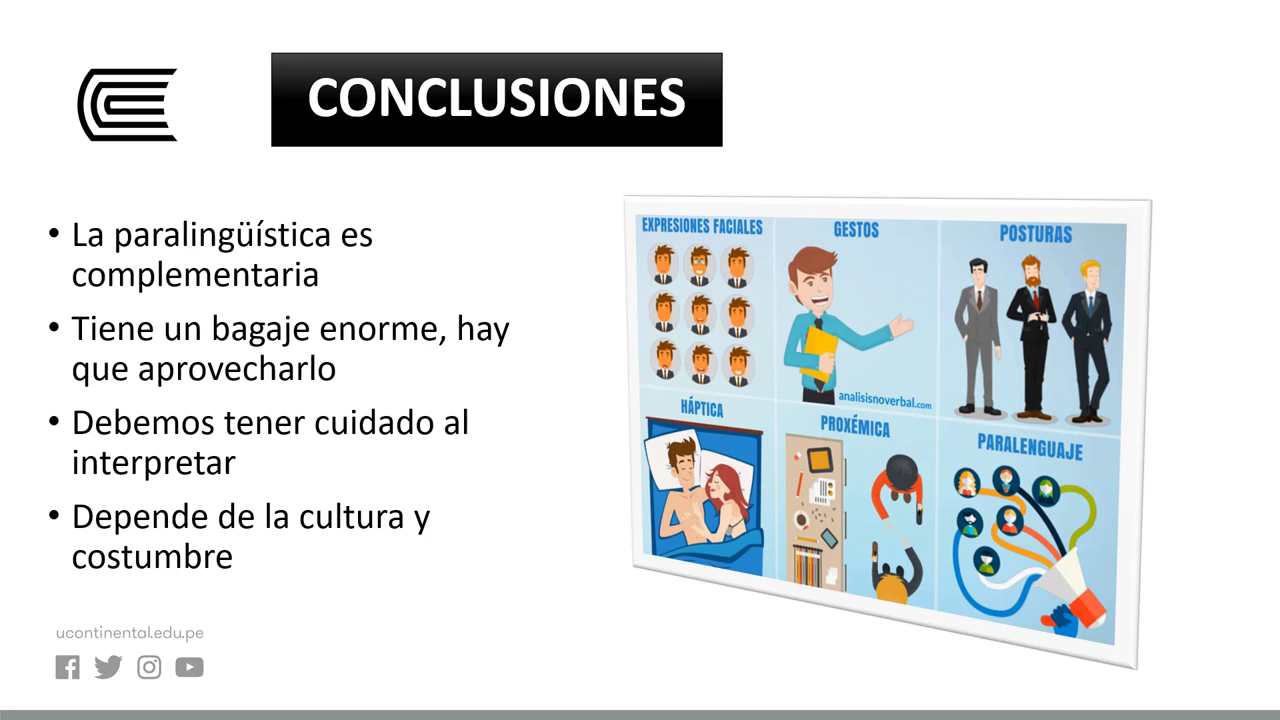 CONCLUSIONES
• La paralingüística es
complementaria
• Tiene un bagaje enorme, hay
que aprovecharlo
• Debemos tener cuidado al
interpretar
• Depende de la cultura y
costumbre
EXPRESIONES FACIALES
GESTOS
POSTURAS
analisisnoverbal.com
HÁPTICA
PROXÉMICA
PARALENGUAJE
ucontinental.edu.pe